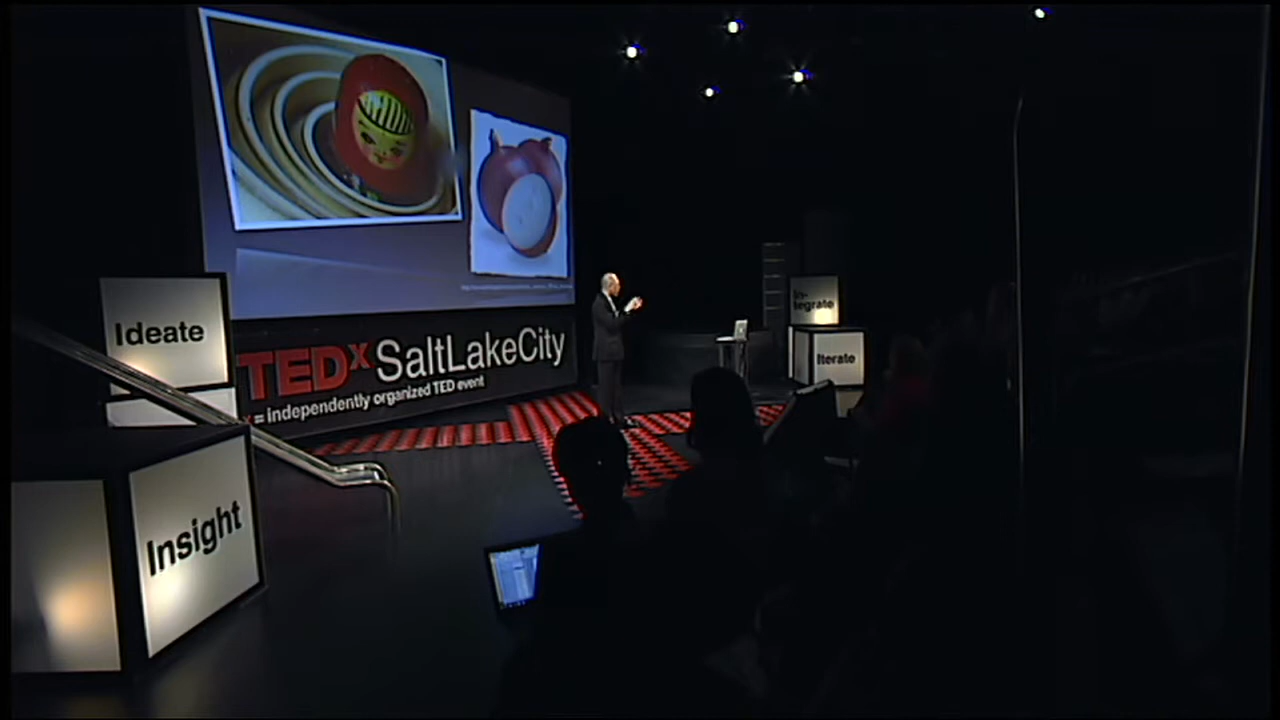 Ideate
TEDx SaltLakeCity
x = independently organized TED event
Insight
In-
tegrate
Iterate